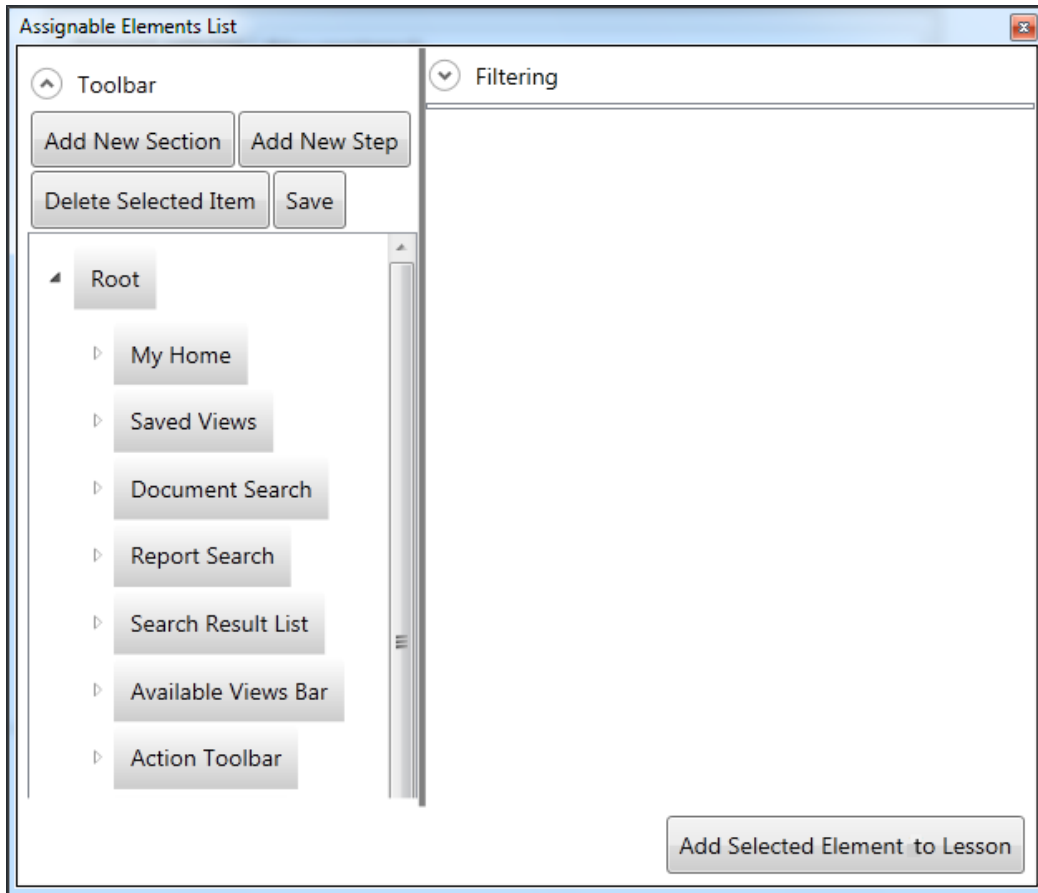 Assignable Elements List
Toolbar
Add New Section
Add New Step
Delete Selected Item
Save
Root
My Home
Saved Views
Document Search
Report Search
Search Result List
Available Views Bar
Action Toolbar
Filtering
Add Selected Element to Lesson